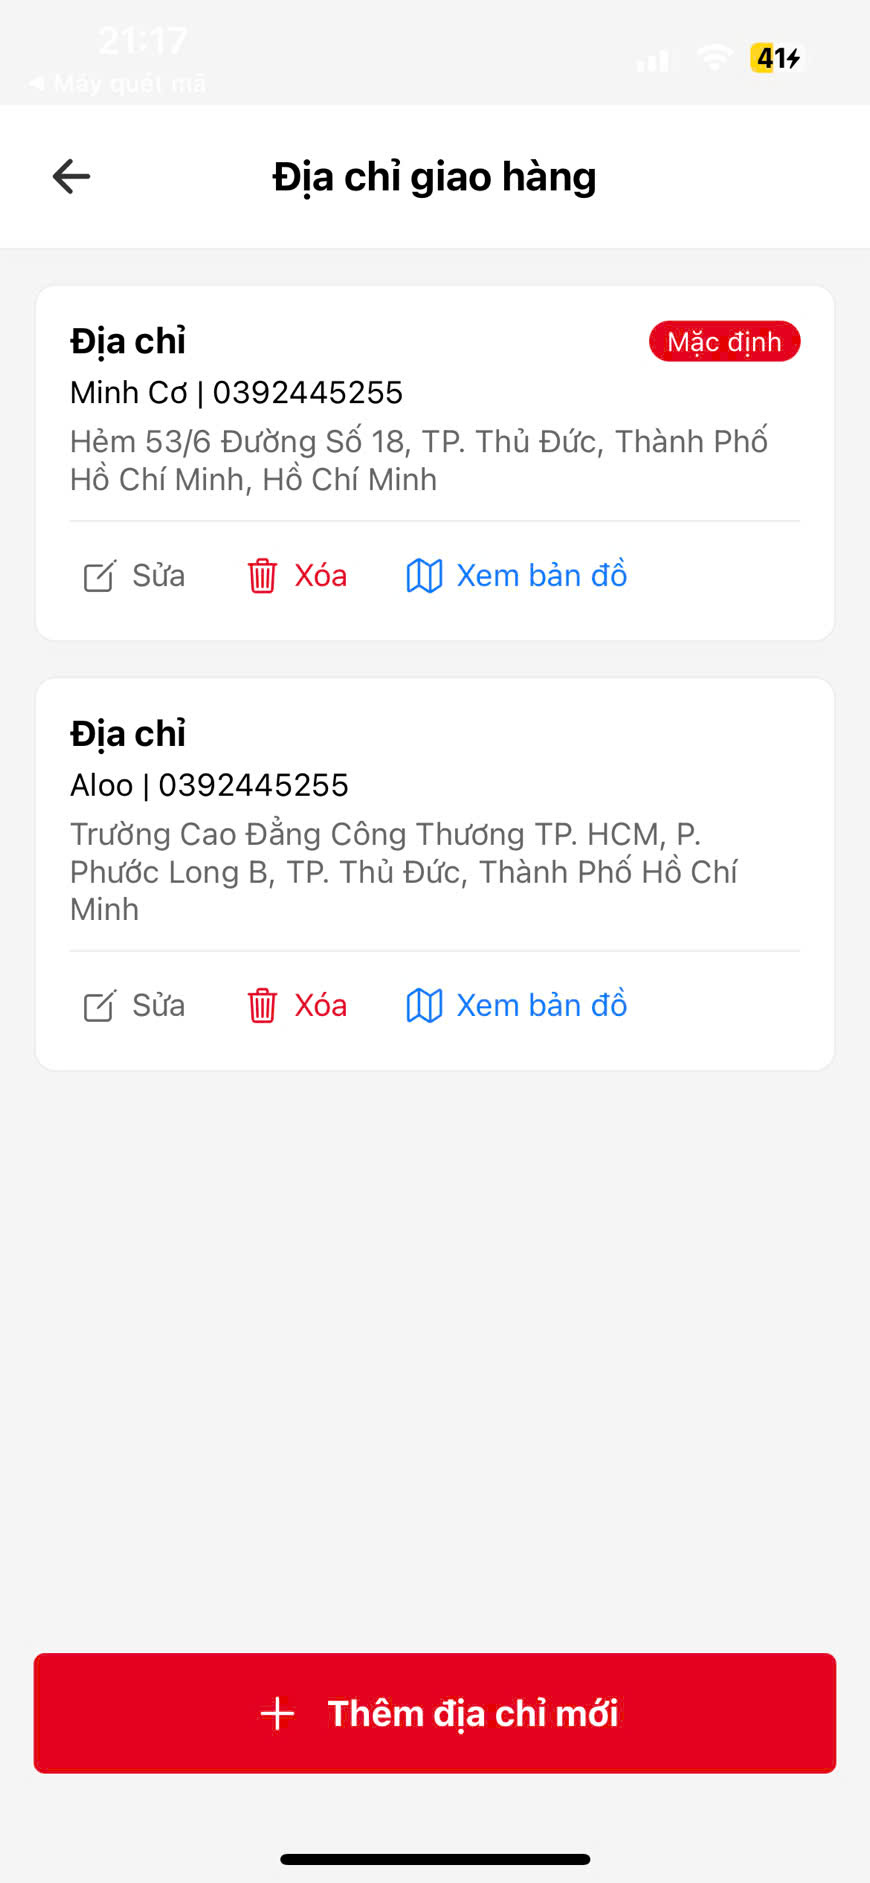 21:17
◀ Máy quét mã
41
Địa chỉ giao hàng
Địa chỉ
Mặc định
Minh Cơ | 0392445255
Hẻm 53/6 Đường Số 18, TP. Thủ Đức, Thành Phố
Hồ Chí Minh, Hồ Chí Minh
Sửa
Xóa
Xem bản đồ
Địa chỉ
Aloo | 0392445255
Trường Cao Đẳng Công Thương TP. HCM, P.
Phước Long B, TP. Thủ Đức, Thành Phố Hồ Chí
Minh
Sửa
Xóa
Xem bản đồ
+ Thêm địa chỉ mới